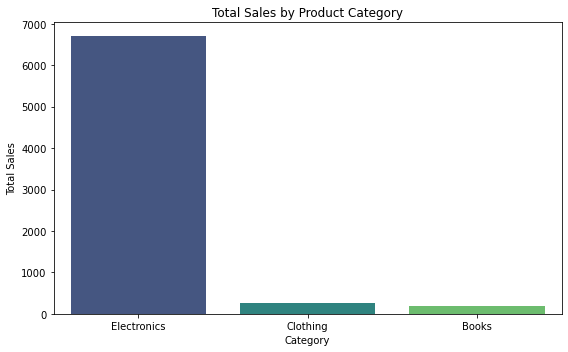 Total Sales by Product Category
7000
6000
5000
4000
3000
2000
1000
0
Total Sales
Electronics
Clothing
Books
Category